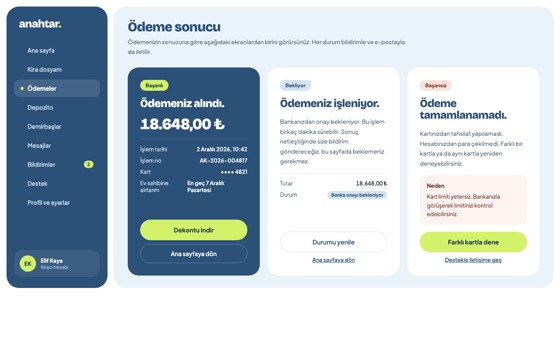 anahtar.
Ana sayfa
Kira dosyam
Ödemeler
Depozito
Demirbaşlar
Mesajlar
Bildirimler 2
Destek
Profil ve ayarlar
EK
Elif Kaya
Kiracı hesabı
Ödeme sonucu
Ödemenizin sonucuna göre aşağıdaki ekranlardan birini görürsünüz. Her durum bildirimle ve e-postayla
da iletilir.
Başarılı
Ödemeniz alındı.
18.648,00 ₺
İşlem tarihi 2 Aralık 2026, 10:42
İşlem no AK-2026-004817
Kart •••• 4821
Ev sahibine En geç 7 Aralık
aktarım Pazartesi
Dekontu indir
Ana sayfaya dön
Bekliyor
Ödemeniz işleniyor.
Bankanızdan onay bekleniyor. Bu işlem
birkaç dakika sürebilir. Sonuç
netleştiğinde size bildirim
göndereceğiz, bu sayfada beklemeniz
gerekmez.
Tutar 18.648,00 ₺
Durum Banka onayı bekleniyor
Durumu yenile
Ana sayfaya dön
Başarısız
Ödeme
tamamlanamadı.
Kartınızdan tahsilat yapılamadı.
Hesabınızdan para çekilmedi. Farklı bir
kartla ya da aynı kartla yeniden
deneyebilirsiniz.
Neden
Kart limiti yetersiz. Bankanızla
görüşerek limitinizi kontrol
edebilirsiniz.
Farklı kartla dene
Destekle iletişime geç